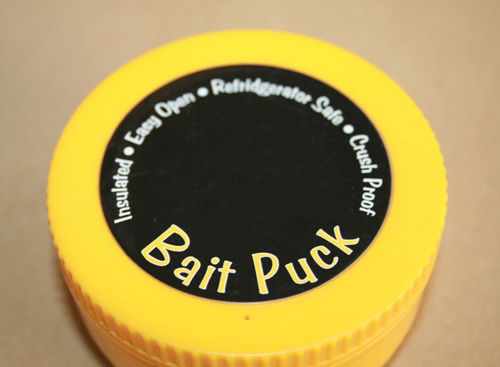 Insulated • Easy Open • Refridgerator Safe • Crush Proof
Bait Puck